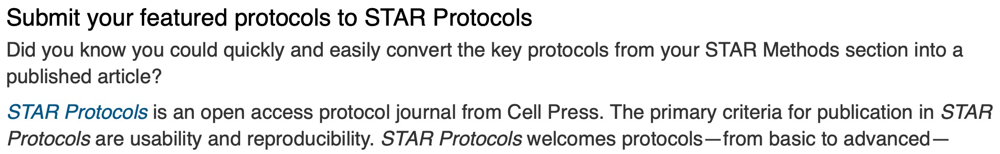 Submit your featured protocols to STAR Protocols
Did you know you could quickly and easily convert the key protocols from your STAR Methods section into a
published article?
STAR Protocols is an open access protocol journal from Cell Press. The primary criteria for publication in STAR
Protocols are usability and reproducibility. STAR Protocols welcomes protocols—from basic to advanced—